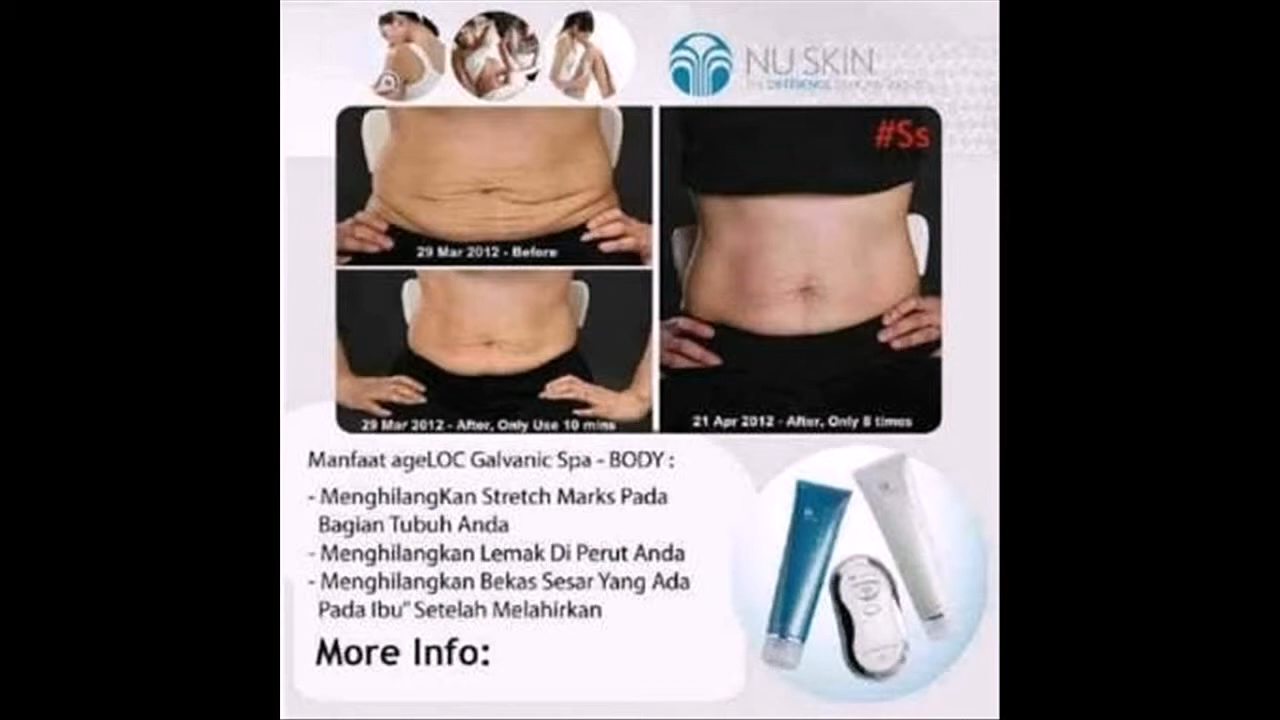 NU SKIN
THE DIFFERENCE
#Ss
29 Mar 2012 - Before
29 Mar 2012 - After, Only Use 10 mins
21 Apr 2012 - After, Only 8 times
Manfaat ageLOC Galvanic Spa - BODY :
- MenghilangKan Stretch Marks Pada
Bagian Tubuh Anda
- Menghilangkan Lemak Di Perut Anda
- Menghilangkan Bekas Sesar Yang Ada
Pada Ibu" Setelah Melahirkan
More Info: